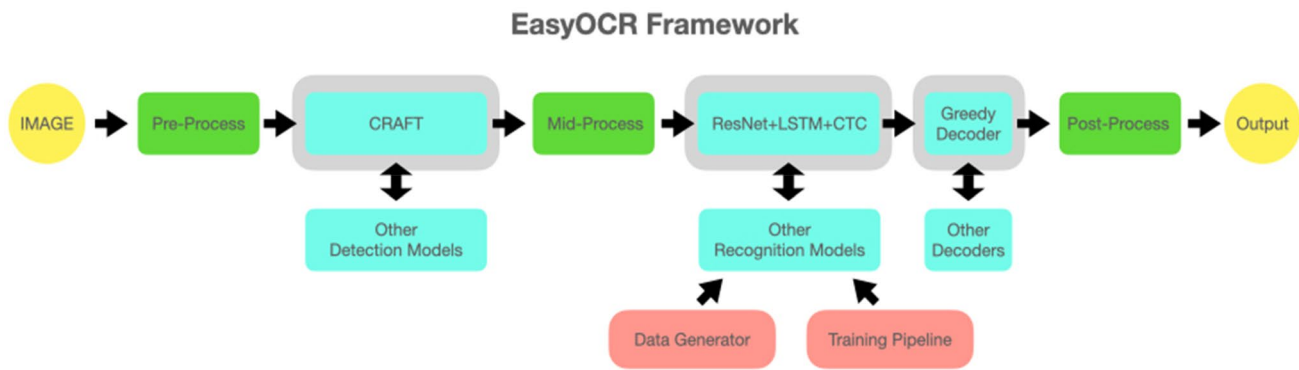 EasyOCR Framework
IMAGE
Pre-Process
CRAFT
Mid-Process
ResNet+LSTM+CTC
Greedy
Decoder
Post-Process
Output
Other
Detection Models
Other
Recognition Models
Other
Decoders
Data Generator
Training Pipeline